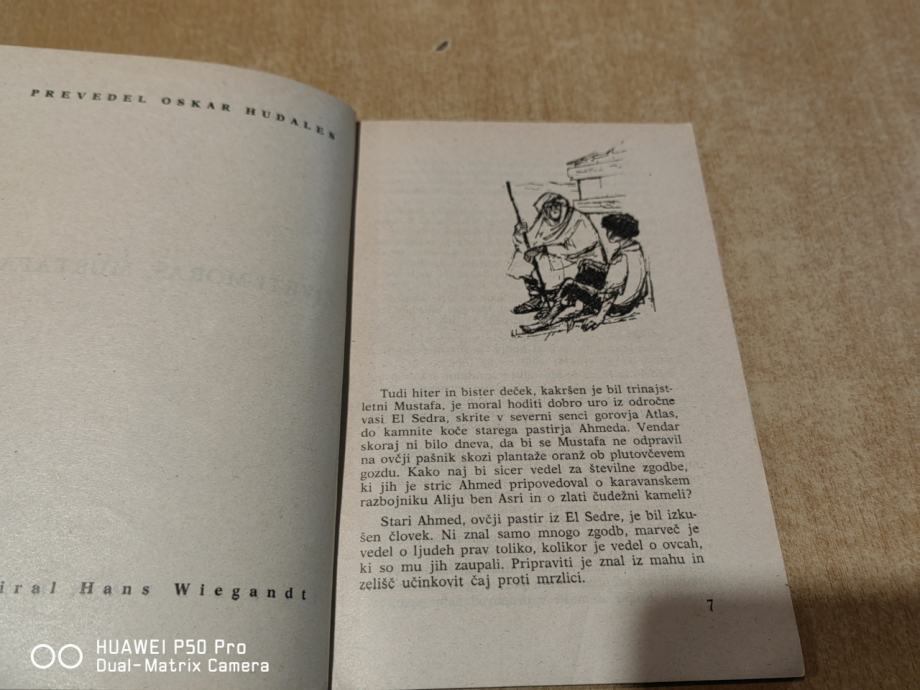 PREVEDEL OSKAR HUDALES
Hans Wiegandt
Tudi hiter in bister deček, kakršen je bil trinajst-
letni Mustafa, je moral hoditi dobro uro iz odročne
vasi El Sedra, skrite v severni senci gorovja Atlas,
do kamnite koče starega pastirja Ahmeda. Vendar
skoraj ni bilo dneva, da bi se Mustafa ne odpravil
na ovčji pašnik skozi plantaže oranž ob plutovčevem
gozdu. Kako naj bi sicer vedel za številne zgodbe,
ki jih je stric Ahmed pripovedoval o karavanskem
razbojniku Aliju ben Asri in o zlati čudežni kameli?
Stari Ahmed, ovčji pastir iz El Sedre, je bil izku-
šen človek. Ni znal samo mnogo zgodb, marveč je
vedel o ljudeh prav toliko, kolikor je vedel o ovcah,
ki so mu jih zaupali. Pripraviti je znal iz mahu in
zelišč učinkovit čaj proti mrzlici.
7
HUAWEI P50 Pro
Dual-Matrix Camera